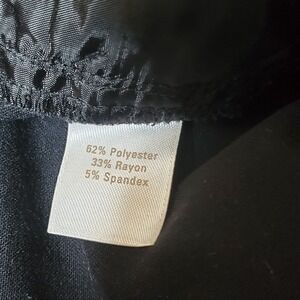 62% Polyester
33% Rayon
5% Spandex